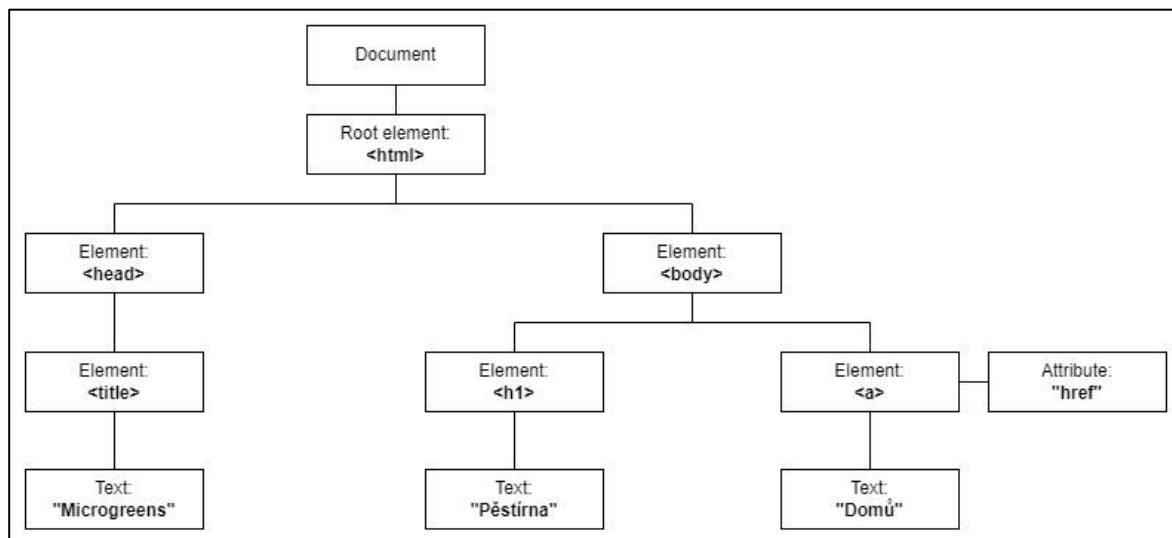 Document
Root element:
<html>
Element:
<head>
Element:
<body>
Element:
<title>
Element:
<h1>
Element:
<a>
Attribute:
"href"
Text:
"Microgreens"
Text:
"Pěstírna"
Text:
"Domů"